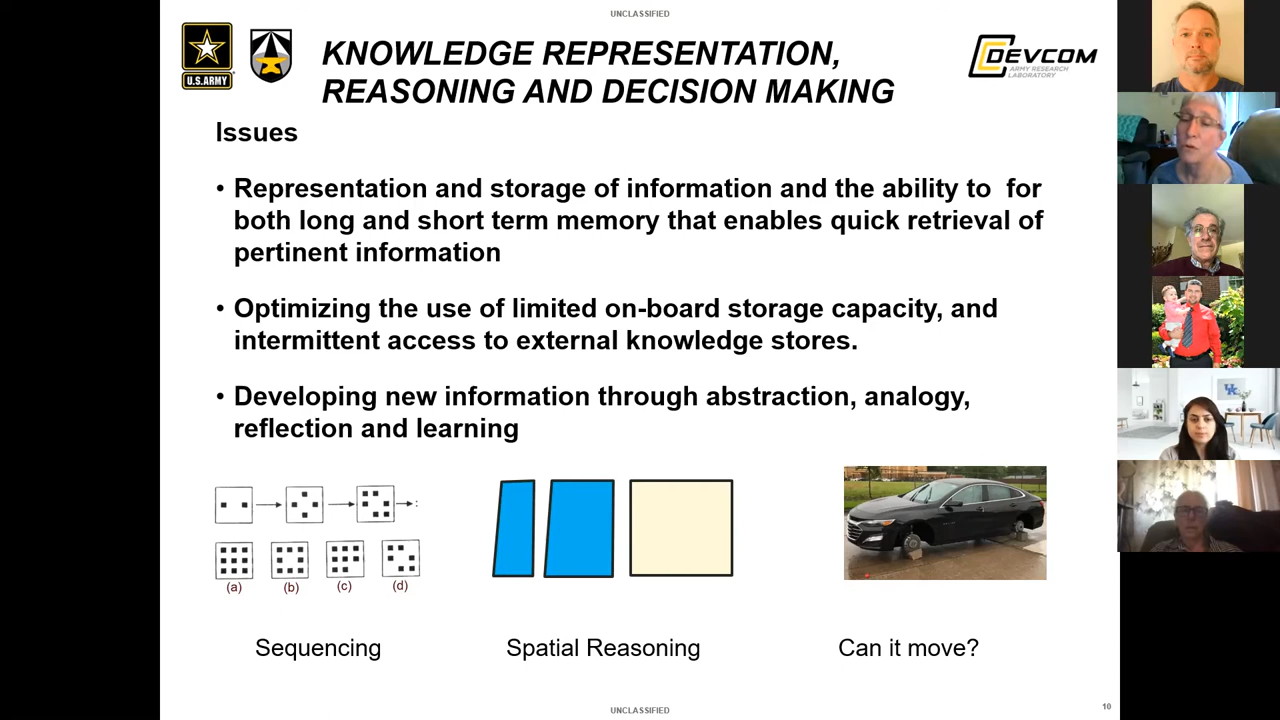 UNCLASSIFIED
U.S.ARMY
KNOWLEDGE REPRESENTATION,
REASONING AND DECISION MAKING
DEVCOM
ARMY RESEARCH
LABORATORY
Issues
• Representation and storage of information and the ability to  for
both long and short term memory that enables quick retrieval of
pertinent information
• Optimizing the use of limited on-board storage capacity, and
intermittent access to external knowledge stores.
• Developing new information through abstraction, analogy,
reflection and learning
(a) (b) (c) (d)
Sequencing
Spatial Reasoning
Can it move?
UNCLASSIFIED
10
UK